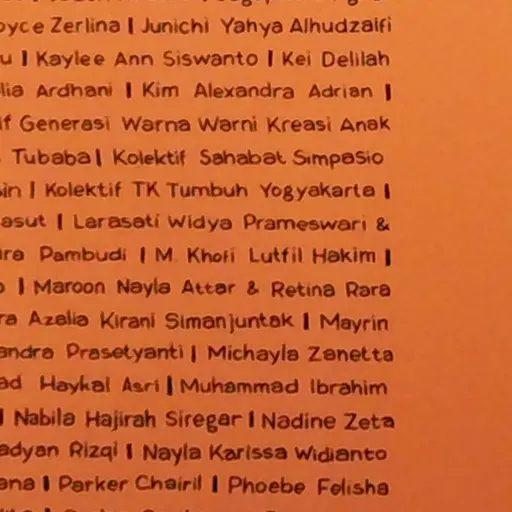 oyce Zerlina | Junichi Yahya Alhudzaifi
u | Kaylee Ann Siswanto | Kei Delilah
lia Ardhani | Kim Alexandra Adrian |
if Generasi Warna Warni Kreasi Anak
Tubaba | Kolektif Sahabat Simpasio
sin | Kolektif TK Tumbuh Yogyakarta |
asut | Larasati Widya Prameswari &
ara Pambudi | M. Khofi Lutfil Hakim |
o | Maroon Nayla Attar & Retina Rara
ra Azalia Kirani Simanjuntak | Mayrin
andra Prasetyanti | Michayla Zanetta
ad Haykal Asri | Muhammad Ibrahim
| Nabila Hajirah Siregar | Nadine Zeta
adyan Rizqi | Nayla Karissa Widianto
ana | Parker Chairil | Phoebe Felisha